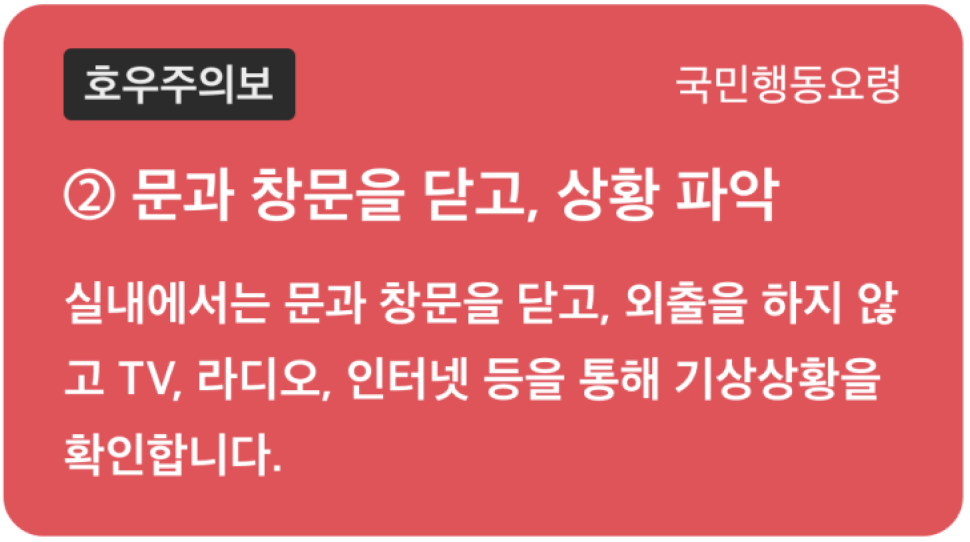 호우주의보
국민행동요령
② 문과 창문을 닫고, 상황 파악
실내에서는 문과 창문을 닫고, 외출을 하지 않
고 TV, 라디오, 인터넷 등을 통해 기상상황을
확인합니다.